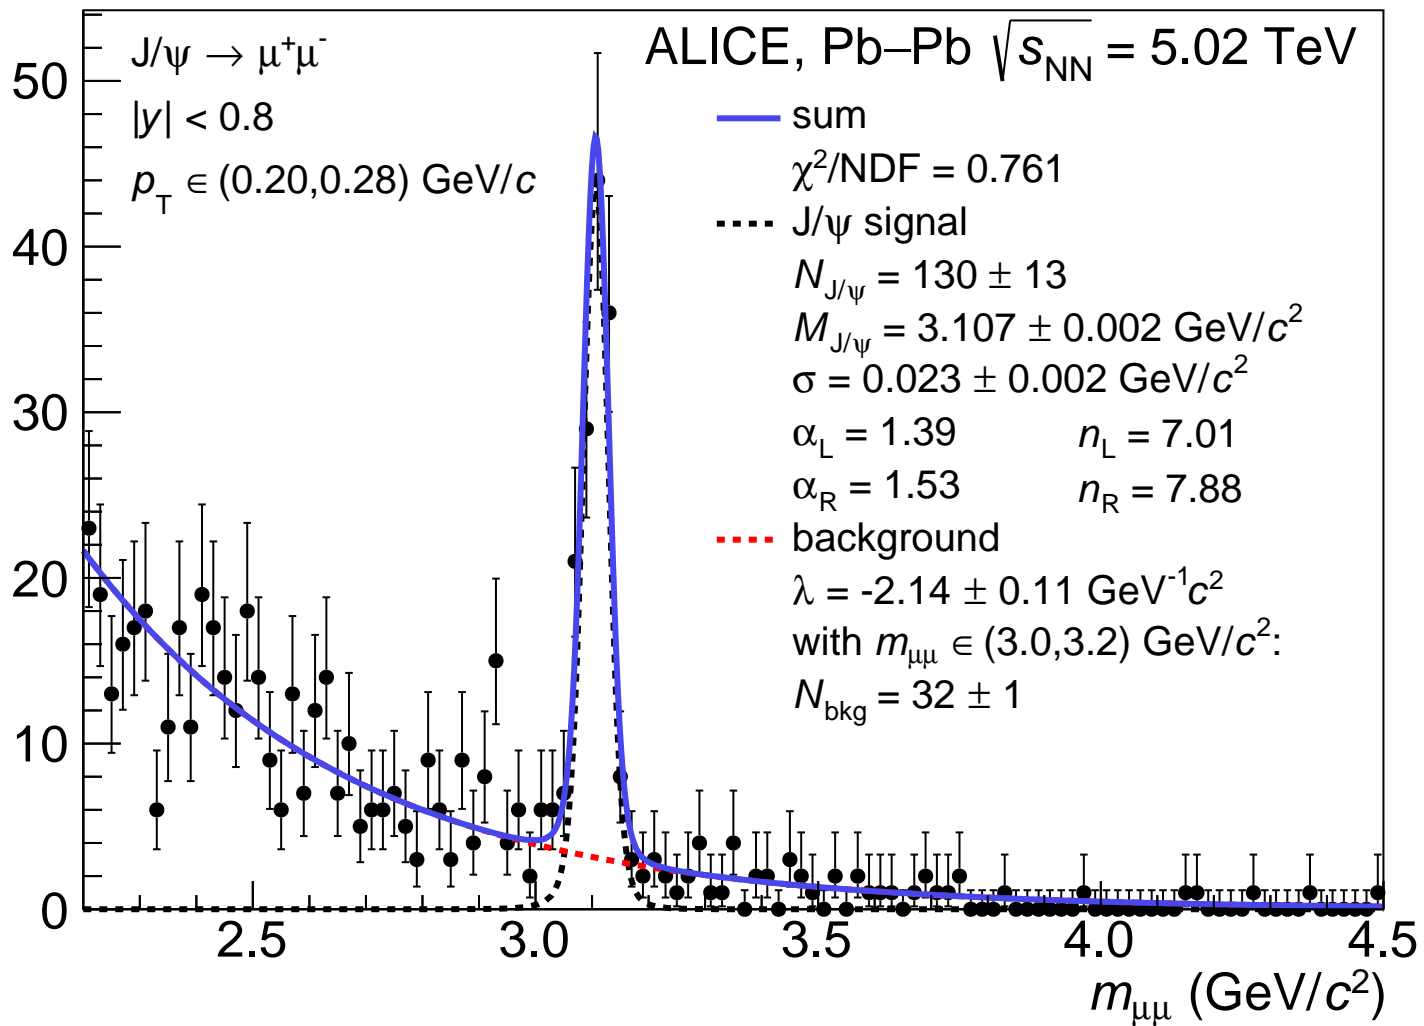 J/ψ → μ⁺μ⁻
|y| < 0.8
p_T ∈ (0.20,0.28) GeV/c
ALICE, Pb–Pb √s_NN = 5.02 TeV
sum
χ²/NDF = 0.761
J/ψ signal
N_J/ψ = 130 ± 13
M_J/ψ = 3.107 ± 0.002 GeV/c²
σ = 0.023 ± 0.002 GeV/c²
α_L = 1.39 n_L = 7.01
α_R = 1.53 n_R = 7.88
background
λ = -2.14 ± 0.11 GeV⁻¹c²
with m_μμ ∈ (3.0,3.2) GeV/c²:
N_bkg = 32 ± 1
50
40
30
20
10
0
2.5 3.0 3.5 4.0 4.5
m_μμ (GeV/c²)